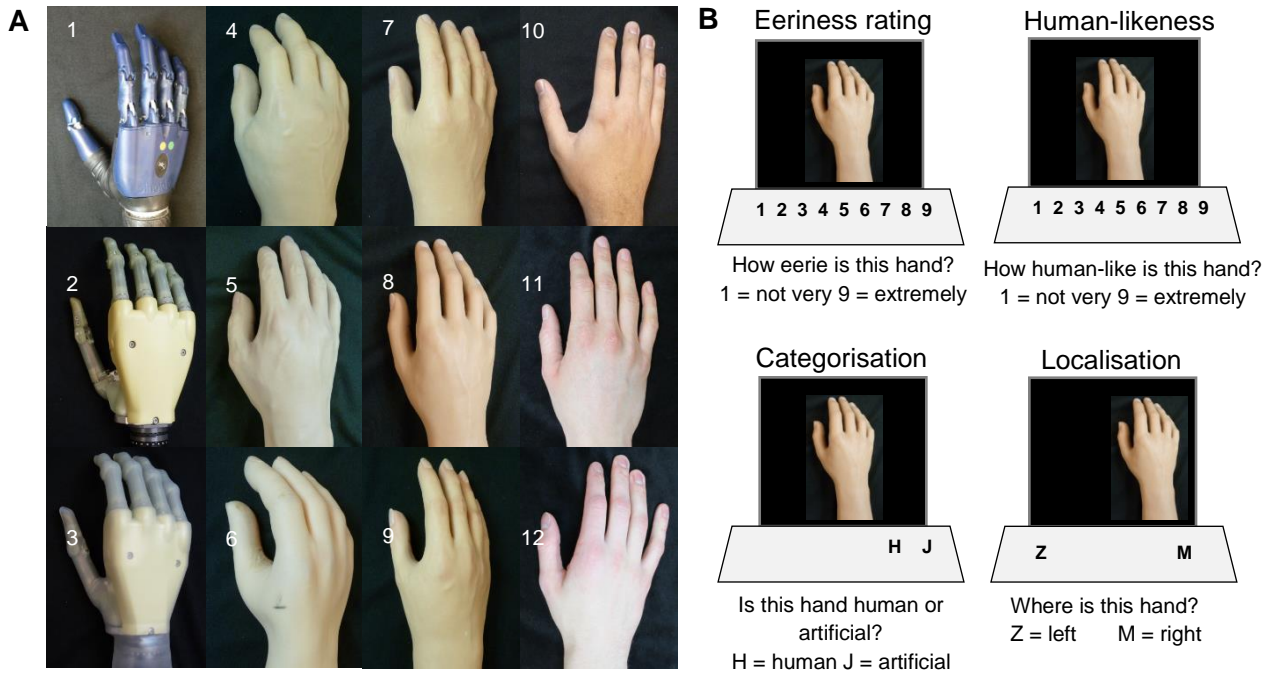 A
1
4
7
10
2
5
8
11
3
6
9
12
B
Eeriness rating
1 2 3 4 5 6 7 8 9
How eerie is this hand?
1 = not very 9 = extremely
Human-likeness
1 2 3 4 5 6 7 8 9
How human-like is this hand?
1 = not very 9 = extremely
Categorisation
H J
Is this hand human or
artificial?
H = human J = artificial
Localisation
Z M
Where is this hand?
Z = left M = right